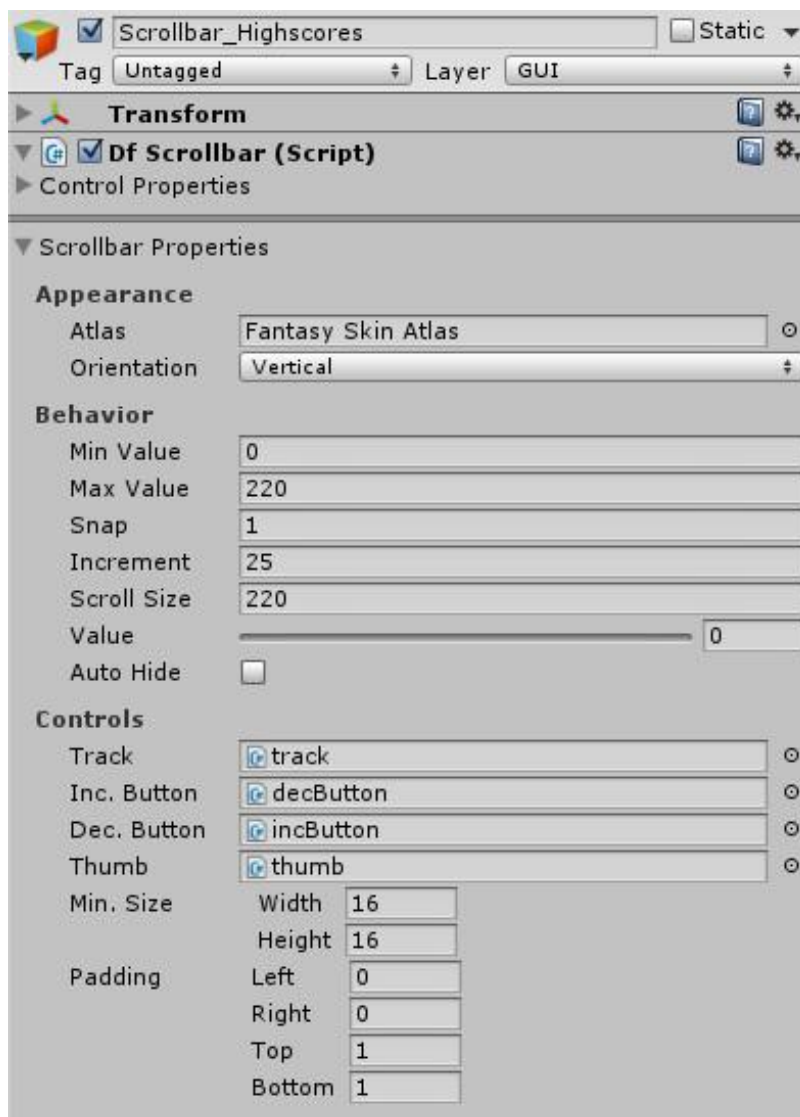 Scrollbar_Highscores Static
Tag Untagged Layer GUI
Transform
Df Scrollbar (Script)
Control Properties
Scrollbar Properties
Appearance
Atlas Fantasy Skin Atlas
Orientation Vertical
Behavior
Min Value 0
Max Value 220
Snap 1
Increment 25
Scroll Size 220
Value 0
Auto Hide
Controls
Track track
Inc. Button decButton
Dec. Button incButton
Thumb thumb
Min. Size Width 16
Height 16
Padding Left 0
Right 0
Top 1
Bottom 1